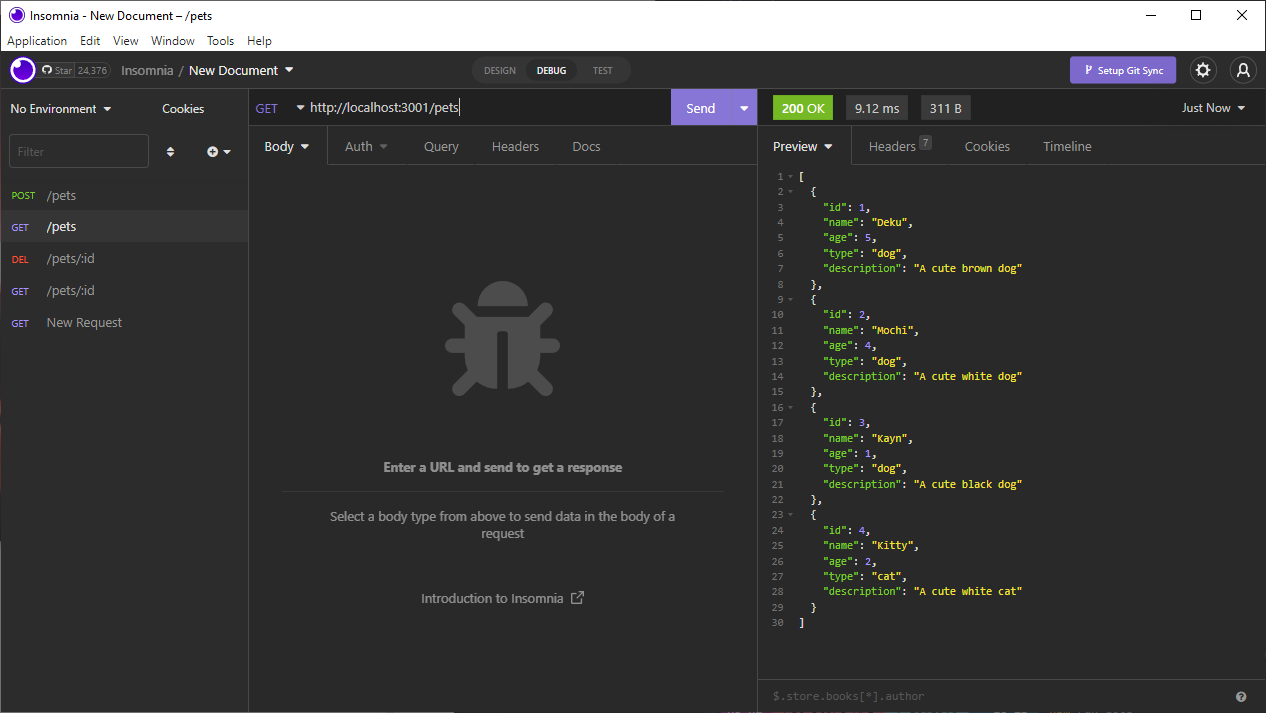 Insomnia - New Document – /pets
Application Edit View Window Tools Help
Star 24,376 Insomnia / New Document DESIGN DEBUG TEST Setup Git Sync
No Environment Cookies
Filter
POST /pets
GET /pets
DEL /pets/:id
GET /pets/:id
GET New Request
GET http://localhost:3001/pets Send
Body Auth Query Headers Docs
Enter a URL and send to get a response
Select a body type from above to send data in the body of a
request
Introduction to Insomnia
200 OK 9.12 ms 311 B Just Now
Preview Headers 7 Cookies Timeline
1 [
2 {
3 "id": 1,
4 "name": "Deku",
5 "age": 5,
6 "type": "dog",
7 "description": "A cute brown dog"
8 },
9 {
10 "id": 2,
11 "name": "Mochi",
12 "age": 4,
13 "type": "dog",
14 "description": "A cute white dog"
15 },
16 {
17 "id": 3,
18 "name": "Kayn",
19 "age": 1,
20 "type": "dog",
21 "description": "A cute black dog"
22 },
23 {
24 "id": 4,
25 "name": "Kitty",
26 "age": 2,
27 "type": "cat",
28 "description": "A cute white cat"
29 }
30 ]
$.store.books[*].author